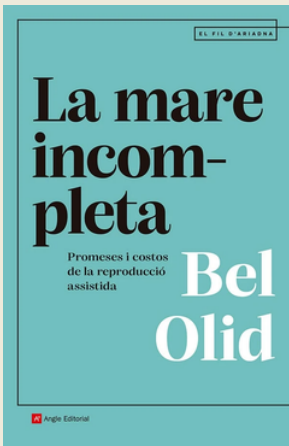 EL FIL D'ARIADNA
La mare
incom-
pleta
Promeses i costos
de la reproducció
assistida
Bel
Olid
Angle Editorial